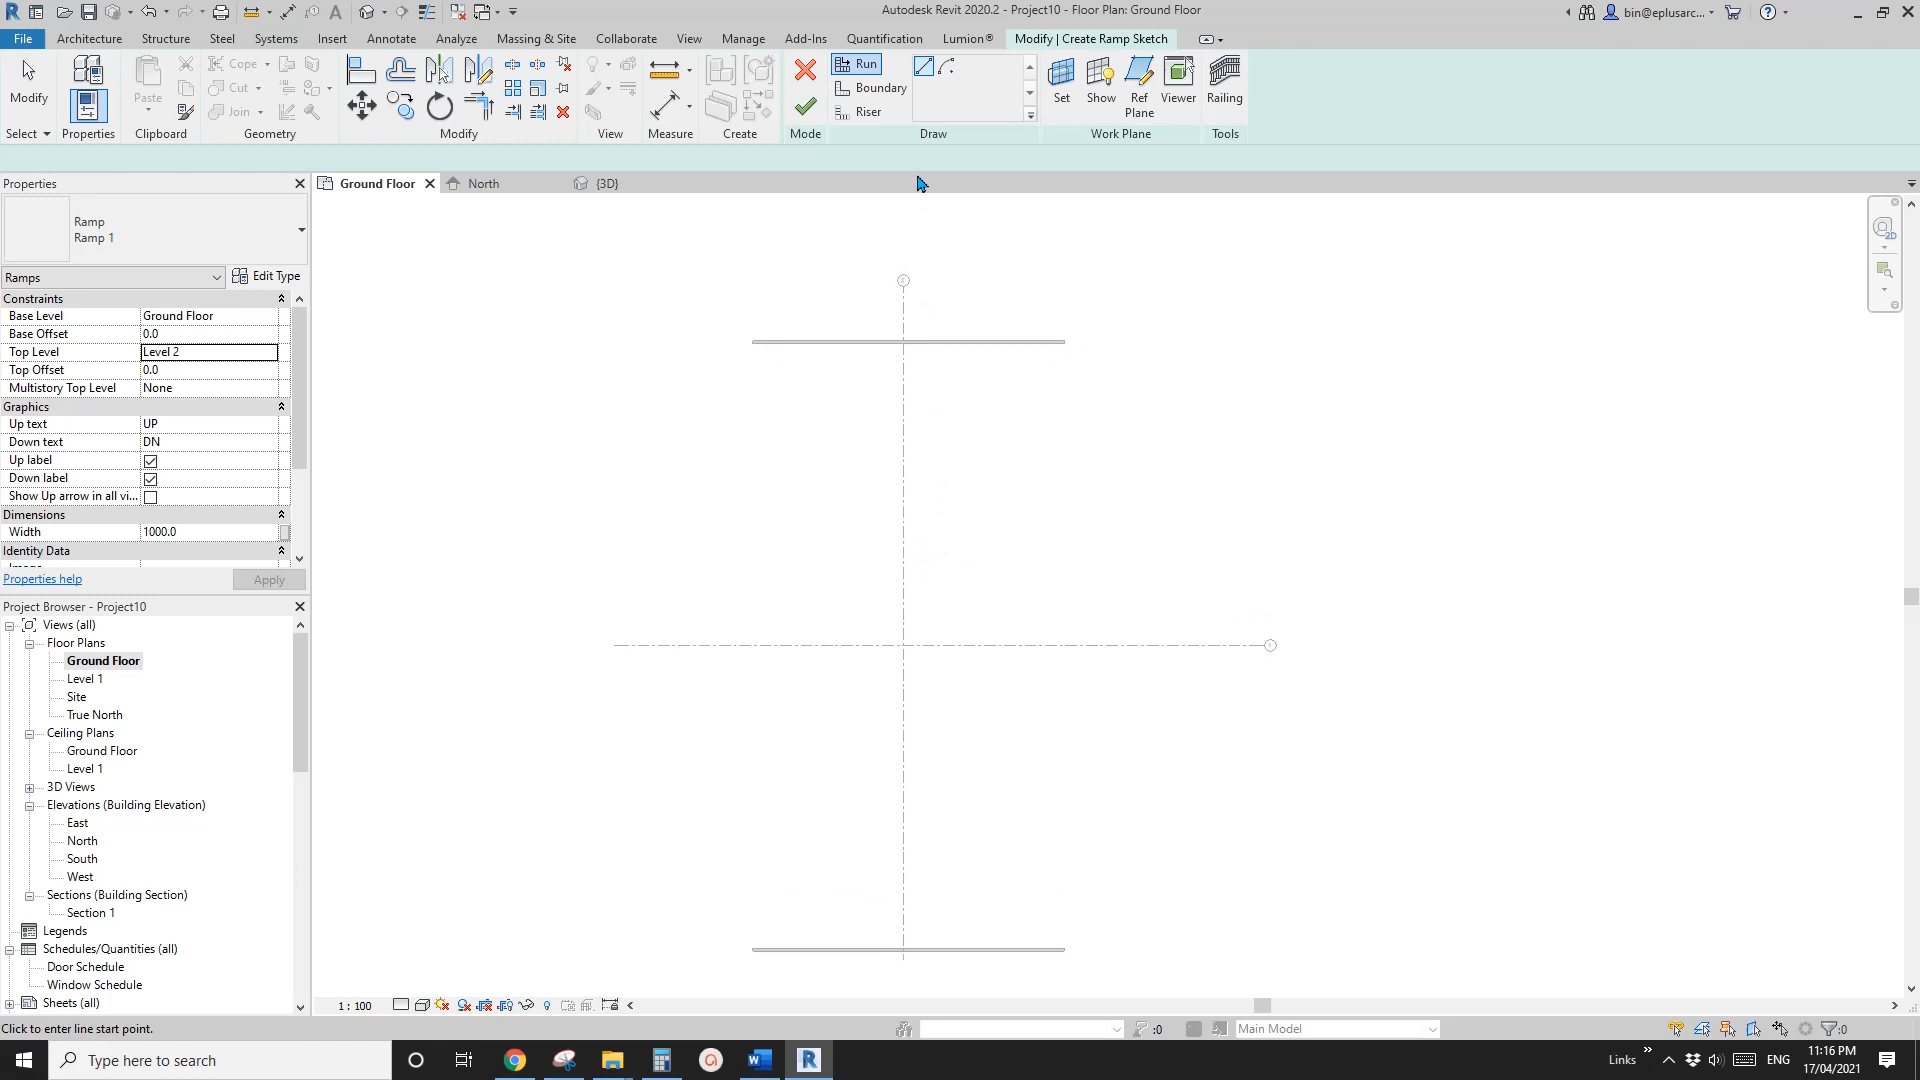 Autodesk Revit 2020.2 - Project10 - Floor Plan: Ground Floor
bin@eplusarc...
File Architecture Structure Steel Systems Insert Annotate Analyze Massing & Site Collaborate View Manage Add-Ins Quantification Lumion® Modify | Create Ramp Sketch
Modify
Select
Properties
Paste
Cope
Cut
Join
Clipboard
Geometry
Modify
View
Measure
Create
Mode
Run
Boundary
Riser
Draw
Set
Show
Ref
Plane
Viewer
Work Plane
Railing
Tools
Properties
Ground Floor
North
{3D}
Ramp
Ramp 1
Ramps
Edit Type
Constraints
Base Level Ground Floor
Base Offset 0.0
Top Level Level 2
Top Offset 0.0
Multistory Top Level None
Graphics
Up text UP
Down text DN
Up label
Down label
Show Up arrow in all vi...
Dimensions
Width 1000.0
Identity Data
Properties help
Apply
Project Browser - Project10
Views (all)
Floor Plans
Ground Floor
Level 1
Site
True North
Ceiling Plans
Ground Floor
Level 1
3D Views
Elevations (Building Elevation)
East
North
South
West
Sections (Building Section)
Section 1
Legends
Schedules/Quantities (all)
Door Schedule
Window Schedule
Sheets (all)
1 : 100
Click to enter line start point.
:0
Main Model
:0
Type here to search
Links
ENG
11:16 PM
17/04/2021